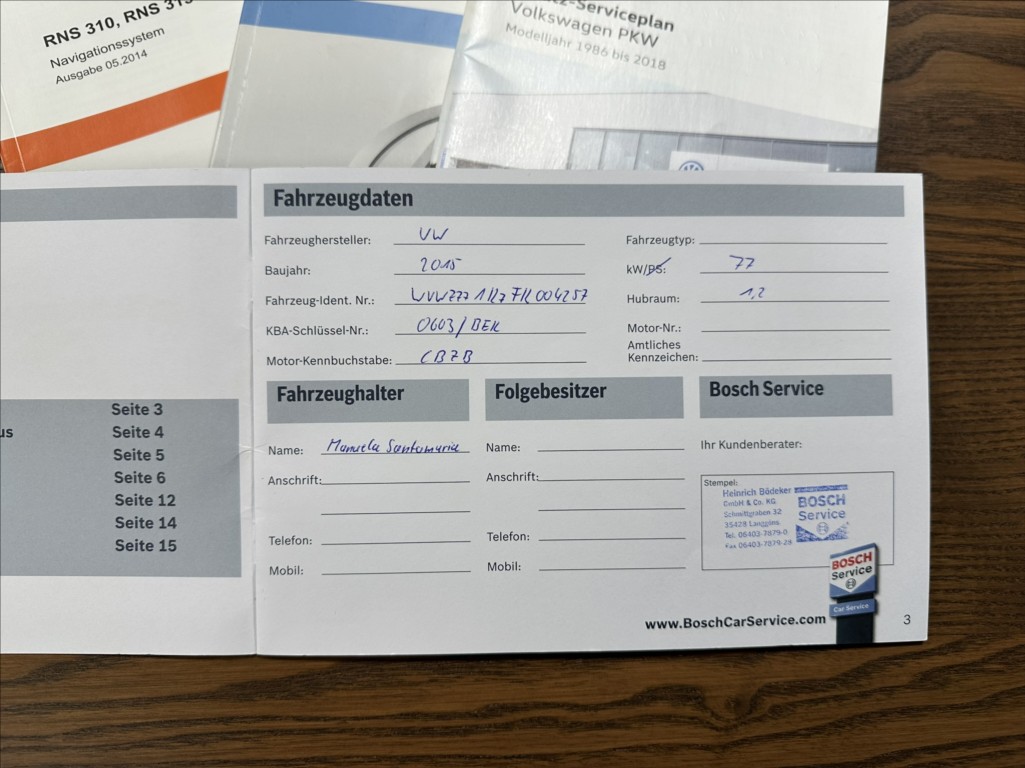 RNS 310, RNS 315
Navigationssystem
Ausgabe 05.2014
tz-Serviceplan
Volkswagen PKW
Modelljahr 1986 bis 2018
Fahrzeugdaten
Fahrzeughersteller: VW
Fahrzeugtyp:
Baujahr: 2015
kW/PS: 77
Fahrzeug-Ident. Nr.: WVWZZZ1KZFK004257
Hubraum: 1,2
KBA-Schlüssel-Nr.: 0603/BEK
Motor-Nr.:
Motor-Kennbuchstabe: CBZB
Amtliches
Kennzeichen:
Fahrzeughalter
Folgebesitzer
Bosch Service
us
Seite 3
Seite 4
Seite 5
Seite 6
Seite 12
Seite 14
Seite 15
Name: Manuela Santamaria
Anschrift:
Telefon:
Mobil:
Name:
Anschrift:
Telefon:
Mobil:
Ihr Kundenberater:
Stempel:
Heinrich Bödeker
GmbH & Co. KG
Schmittgraben 32
35428 Langgöns
Tel. 06403-7879-0
Fax 06403-7879-28
BOSCH
Service
BOSCH
Service
Car Service
www.BoschCarService.com
3